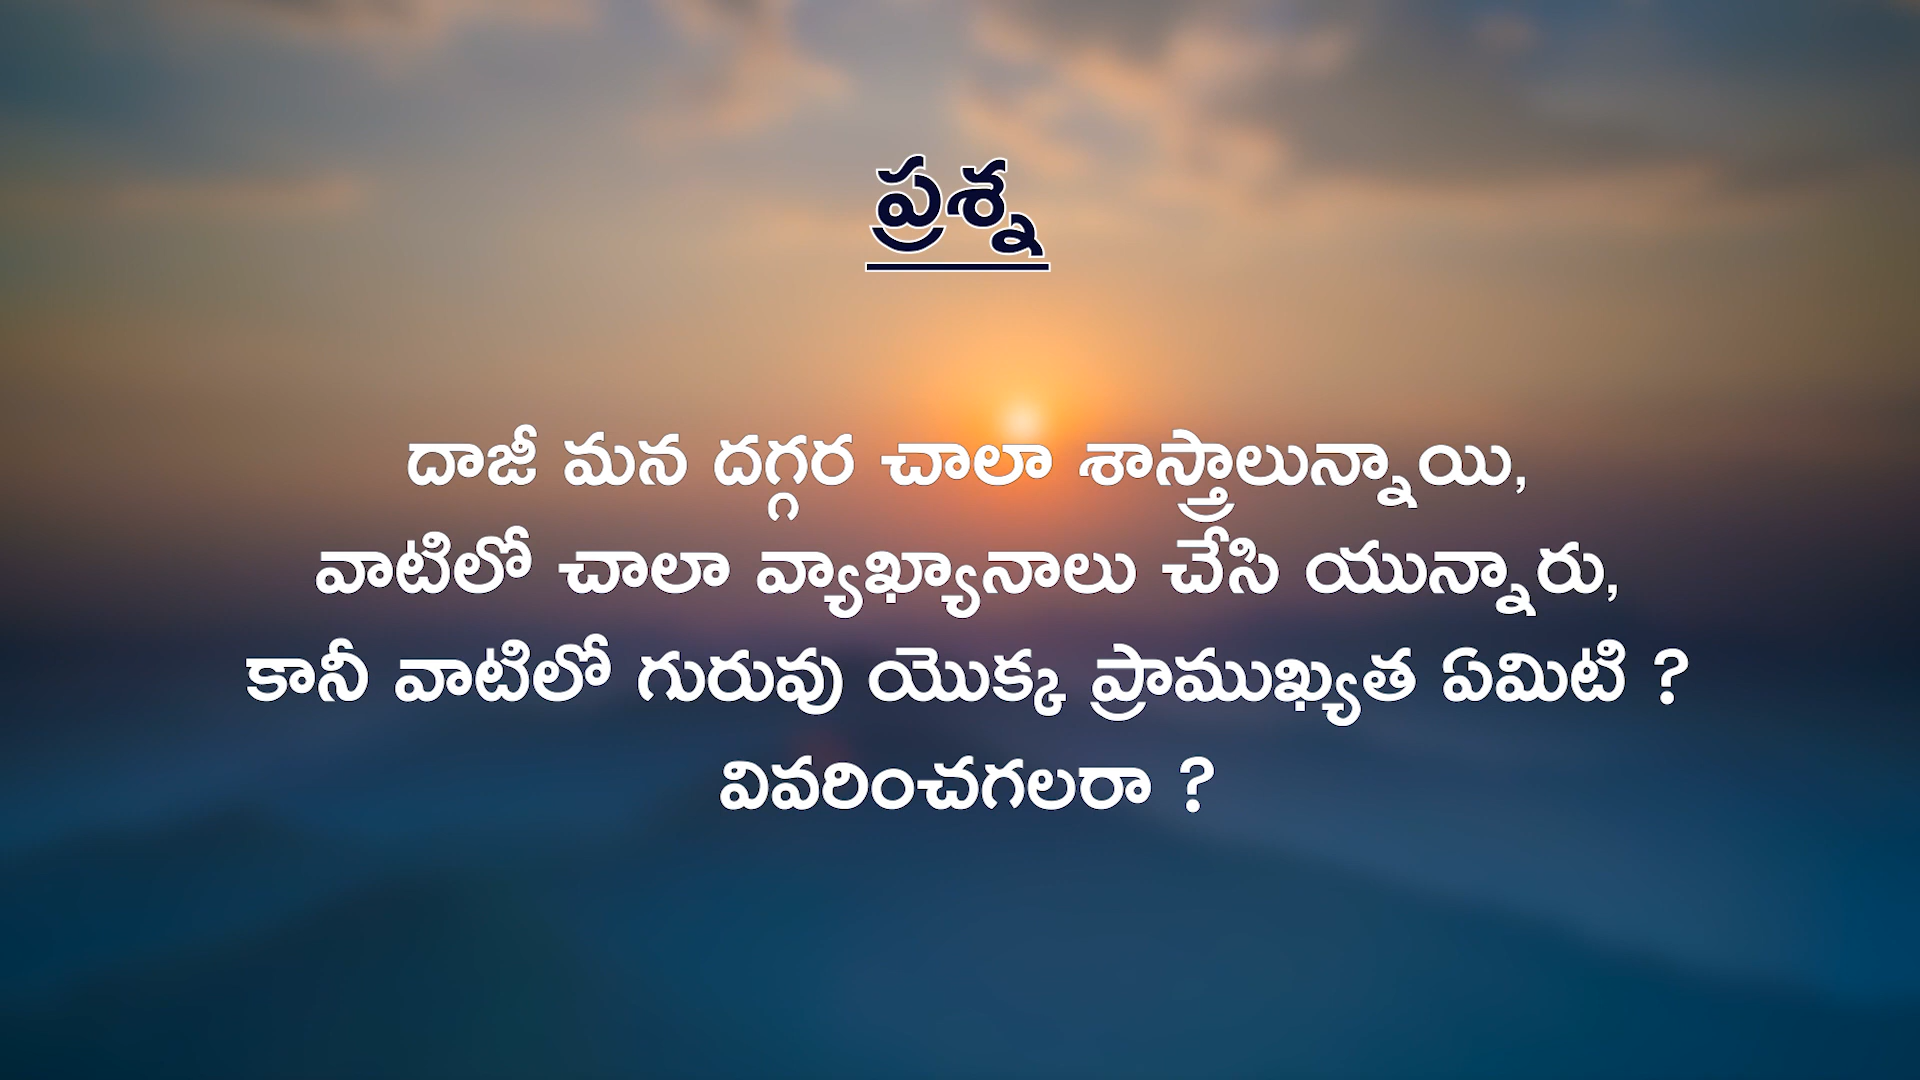 ప్రశ్న
దాజీ మన దగ్గర చాలా శాస్త్రాలున్నాయి,
వాటిలో చాలా వ్యాఖ్యానాలు చేసి యున్నారు,
కానీ వాటిలో గురువు యొక్క ప్రాముఖ్యత ఏమిటి ?
వివరించగలరా ?